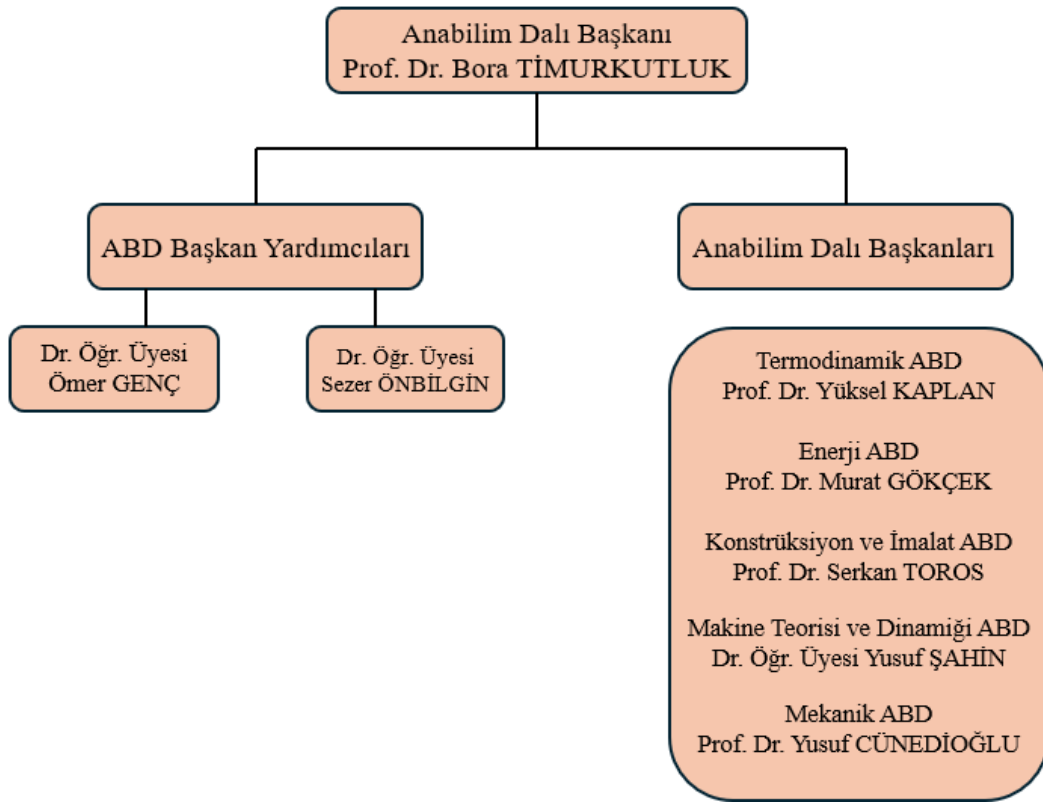 Anabilim Dalı Başkanı
Prof. Dr. Bora TİMURKUTLUK
ABD Başkan Yardımcıları
Anabilim Dalı Başkanları
Dr. Öğr. Üyesi
Ömer GENÇ
Dr. Öğr. Üyesi
Sezer ÖNBİLGİN
Termodinamik ABD
Prof. Dr. Yüksel KAPLAN
Enerji ABD
Prof. Dr. Murat GÖKÇEK
Konstrüksiyon ve İmalat ABD
Prof. Dr. Serkan TOROS
Makine Teorisi ve Dinamiği ABD
Dr. Öğr. Üyesi Yusuf ŞAHİN
Mekanik ABD
Prof. Dr. Yusuf CÜNEDİOĞLU